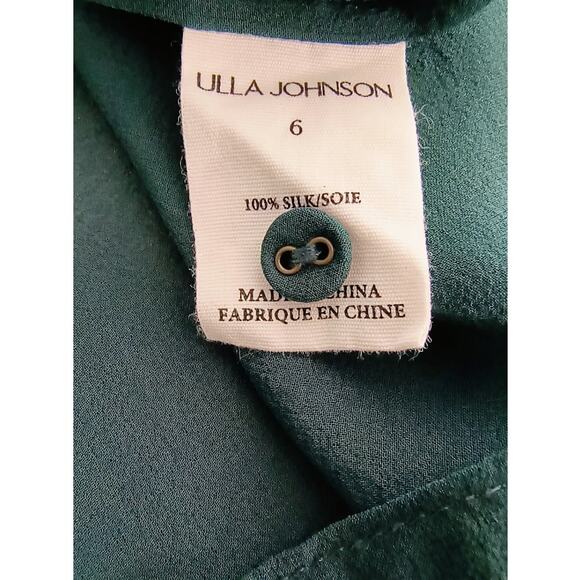 ULLA JOHNSON
6
100% SILK/SOIE
CHINA
FABRIQUE EN CHINE